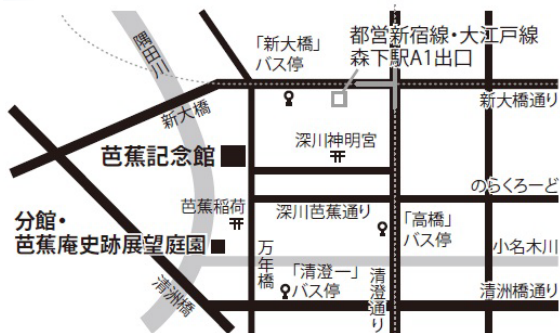 都営新宿線・大江戸線
森下駅A1出口
「新大橋」
バス停
隅田川
新大橋
新大橋通り
芭蕉記念館
深川神明宮
のらくろーど
芭蕉稲荷
深川芭蕉通り
「高橋」
バス停
分館・
芭蕉庵史跡展望庭園
小名木川
万年橋
「清澄一」
バス停
清澄通り
清洲橋
清洲橋通り